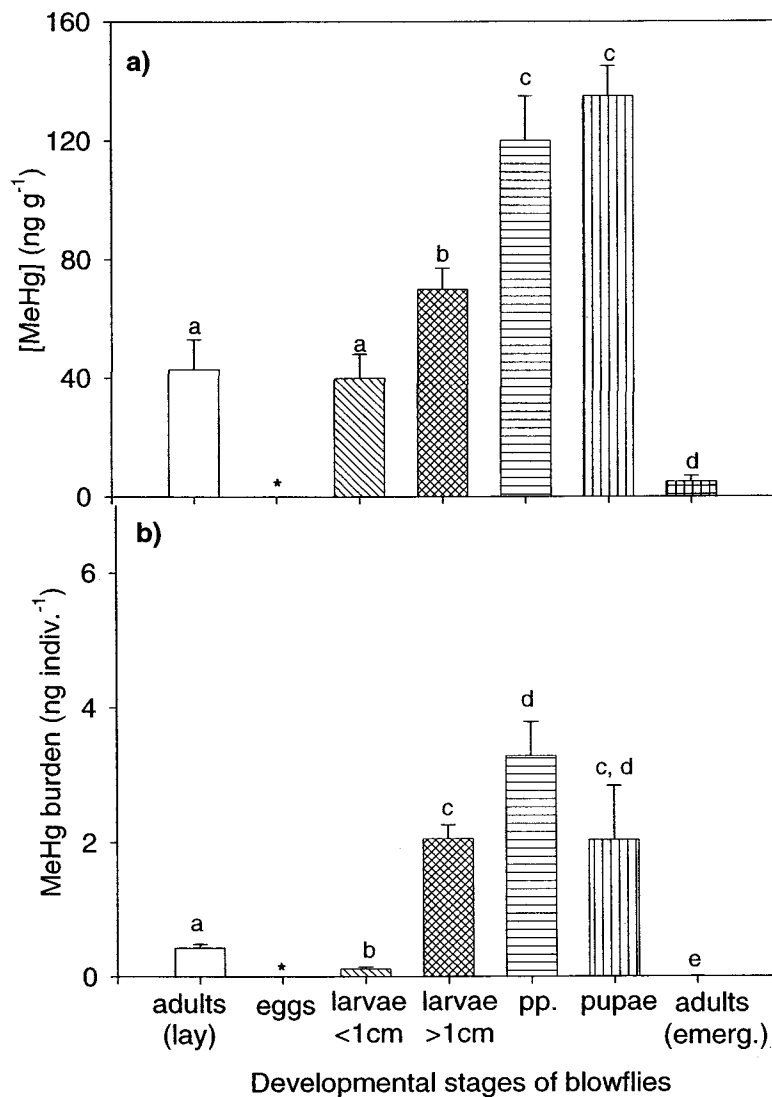 160
a)
c
c
120
[MeHg] (ng g-1)
80
b
a
a
40
d
*
0
b)
6
MeHg burden (ng indiv.-1)
4
d
c, d
c
2
a
b
e
*
0
adults (lay)
eggs
larvae <1cm
larvae >1cm
pp.
pupae
adults (emerg.)
Developmental stages of blowflies